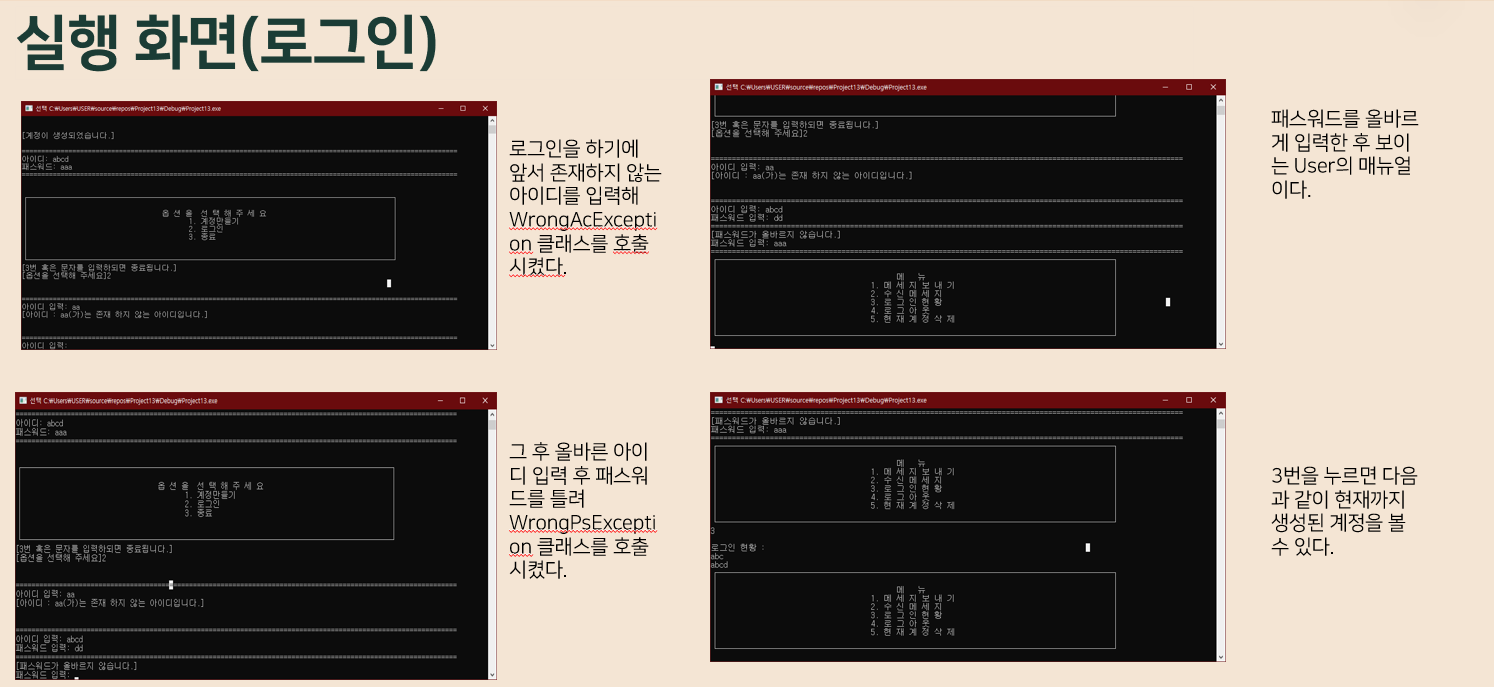 실행 화면(로그인)
선택 C:₩Users₩USER₩source₩repos₩Project13₩Debug₩Project13.exe
[계정이 생성되었습니다.]
아이디: abcd
패스워드: aaa
옵 션 을 선 택 해 주 세 요
1. 계정만들기
2. 로그인
3. 종료
[3번 혹은 문자를 입력하되면 종료됩니다.]
[옵션을 선택해 주세요]2
아이디 입력: aa
[아이디 : aa(가)는 존재 하지 않는 아이디입니다.]
아이디 입력:
로그인을 하기에
앞서 존재하지 않는
아이디를 입력해
WrongAcExcepti
on 클래스를 호출
시켰다.
선택 C:₩Users₩USER₩source₩repos₩Project13₩Debug₩Project13.exe
[3번 혹은 문자를 입력하되면 종료됩니다.]
[옵션을 선택해 주세요]2
아이디 입력: aa
[아이디 : aa(가)는 존재 하지 않는 아이디입니다.]
아이디 입력: abcd
패스워드 입력: dd
[패스워드가 올바르지 않습니다.]
패스워드 입력: aaa
메 뉴
1. 메 세 지 보 내 기
2. 수 신 메 세 지
3. 로 그 인 현 황
4. 로 그 아 웃
5. 현 재 계 정 삭 제
패스워드를 올바르
게 입력한 후 보이
는 User의 매뉴얼
이다.
선택 C:₩Users₩USER₩source₩repos₩Project13₩Debug₩Project13.exe
아이디: abcd
패스워드: aaa
옵 션 을 선 택 해 주 세 요
1. 계정만들기
2. 로그인
3. 종료
[3번 혹은 문자를 입력하되면 종료됩니다.]
[옵션을 선택해 주세요]2
아이디 입력: aa
[아이디 : aa(가)는 존재 하지 않는 아이디입니다.]
아이디 입력: abcd
패스워드 입력: dd
[패스워드가 올바르지 않습니다.]
패스워드 입력:
그 후 올바른 아이
디 입력 후 패스워
드를 틀려
WrongPsExcepti
on 클래스를 호출
시켰다.
선택 C:₩Users₩USER₩source₩repos₩Project13₩Debug₩Project13.exe
[패스워드가 올바르지 않습니다.]
패스워드 입력: aaa
메 뉴
1. 메 세 지 보 내 기
2. 수 신 메 세 지
3. 로 그 인 현 황
4. 로 그 아 웃
5. 현 재 계 정 삭 제
3
로그인 현황 :
abc
abcd
메 뉴
1. 메 세 지 보 내 기
2. 수 신 메 세 지
3. 로 그 인 현 황
4. 로 그 아 웃
5. 현 재 계 정 삭 제
3번을 누르면 다음
과 같이 현재까지
생성된 계정을 볼
수 있다.